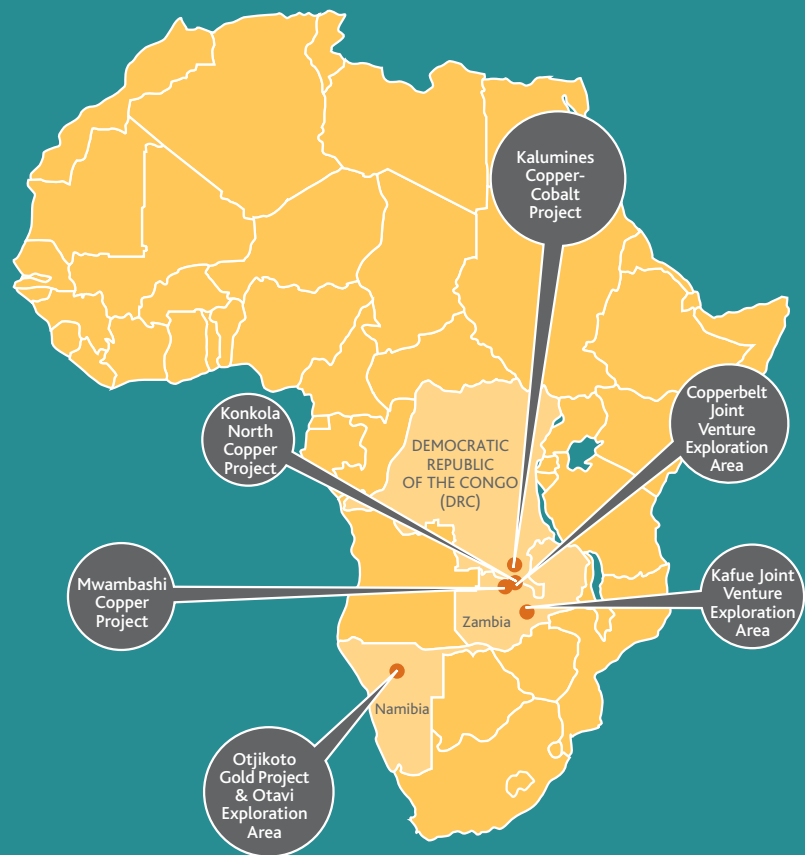 Kalumines
Copper-
Cobalt
Project
Konkola
North
Copper
Project
Copperbelt
Joint
Venture
Exploration
Area
DEMOCRATIC
REPUBLIC
OF THE CONGO
(DRC)
Mwambashi
Copper
Project
Kafue Joint
Venture
Exploration
Area
Zambia
Namibia
Otjikoto
Gold Project
& Otavi
Exploration
Area